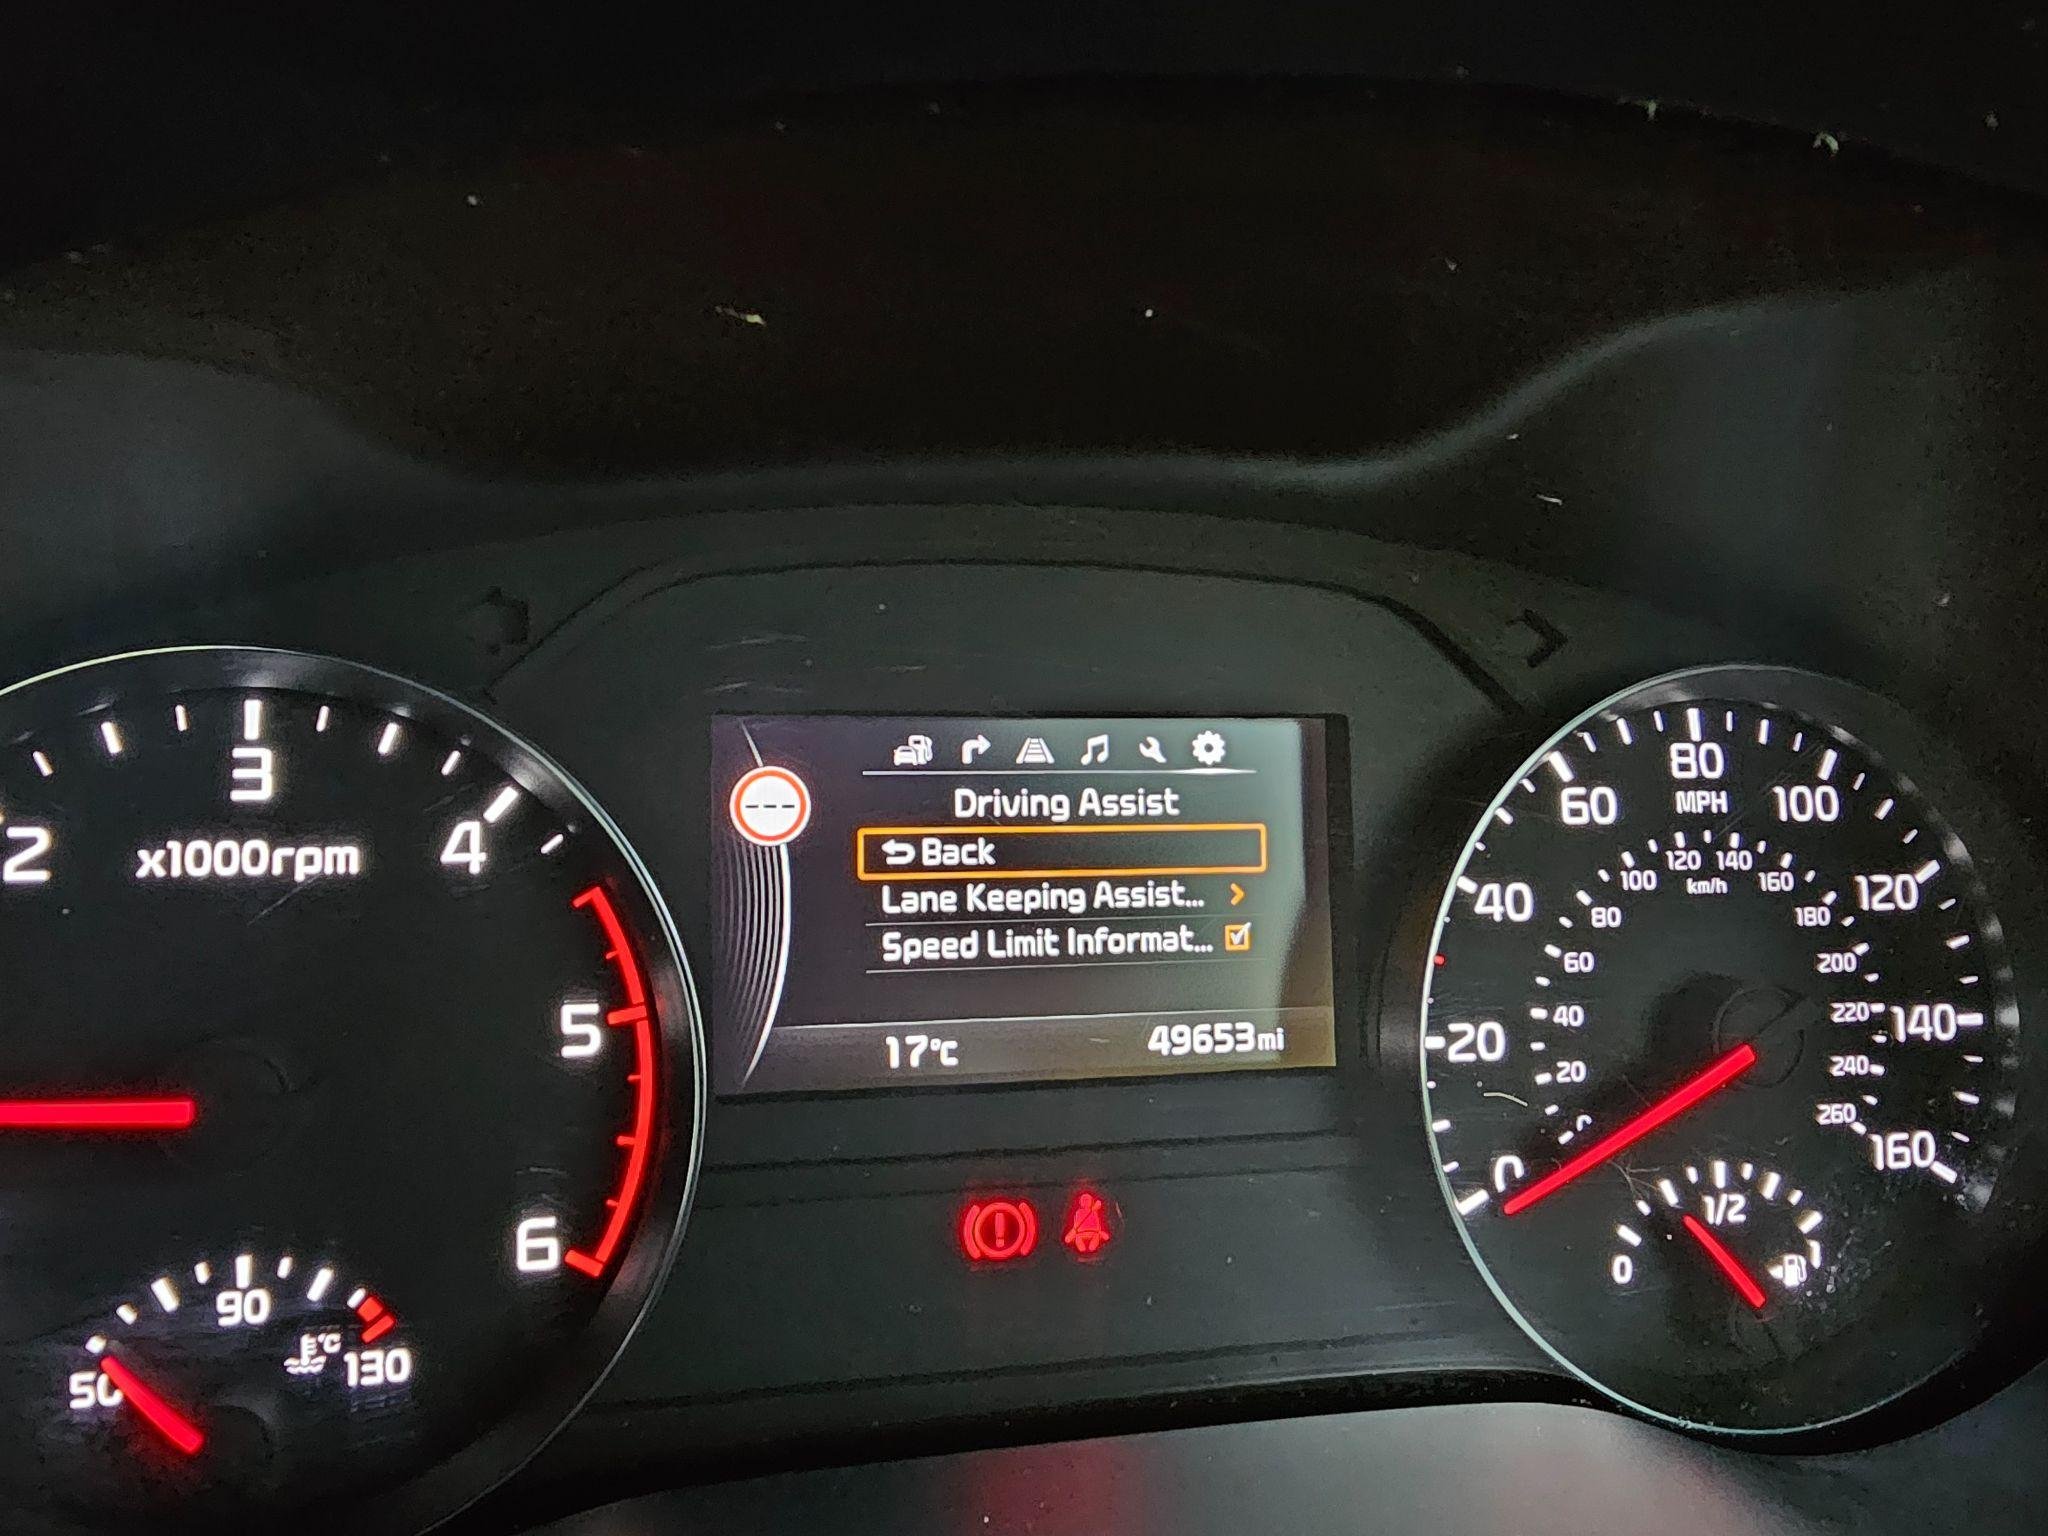 Driving Assist
Back
Lane Keeping Assist...
Speed Limit Informat...
17°C 49653mi
2 3 4 5 6
x1000rpm
50 90 130
°C
0 20 40 60 80 100 120 140 160
MPH
0 20 40 60 80 100 120 140 160 180 200 220 240 260
km/h
0 1/2